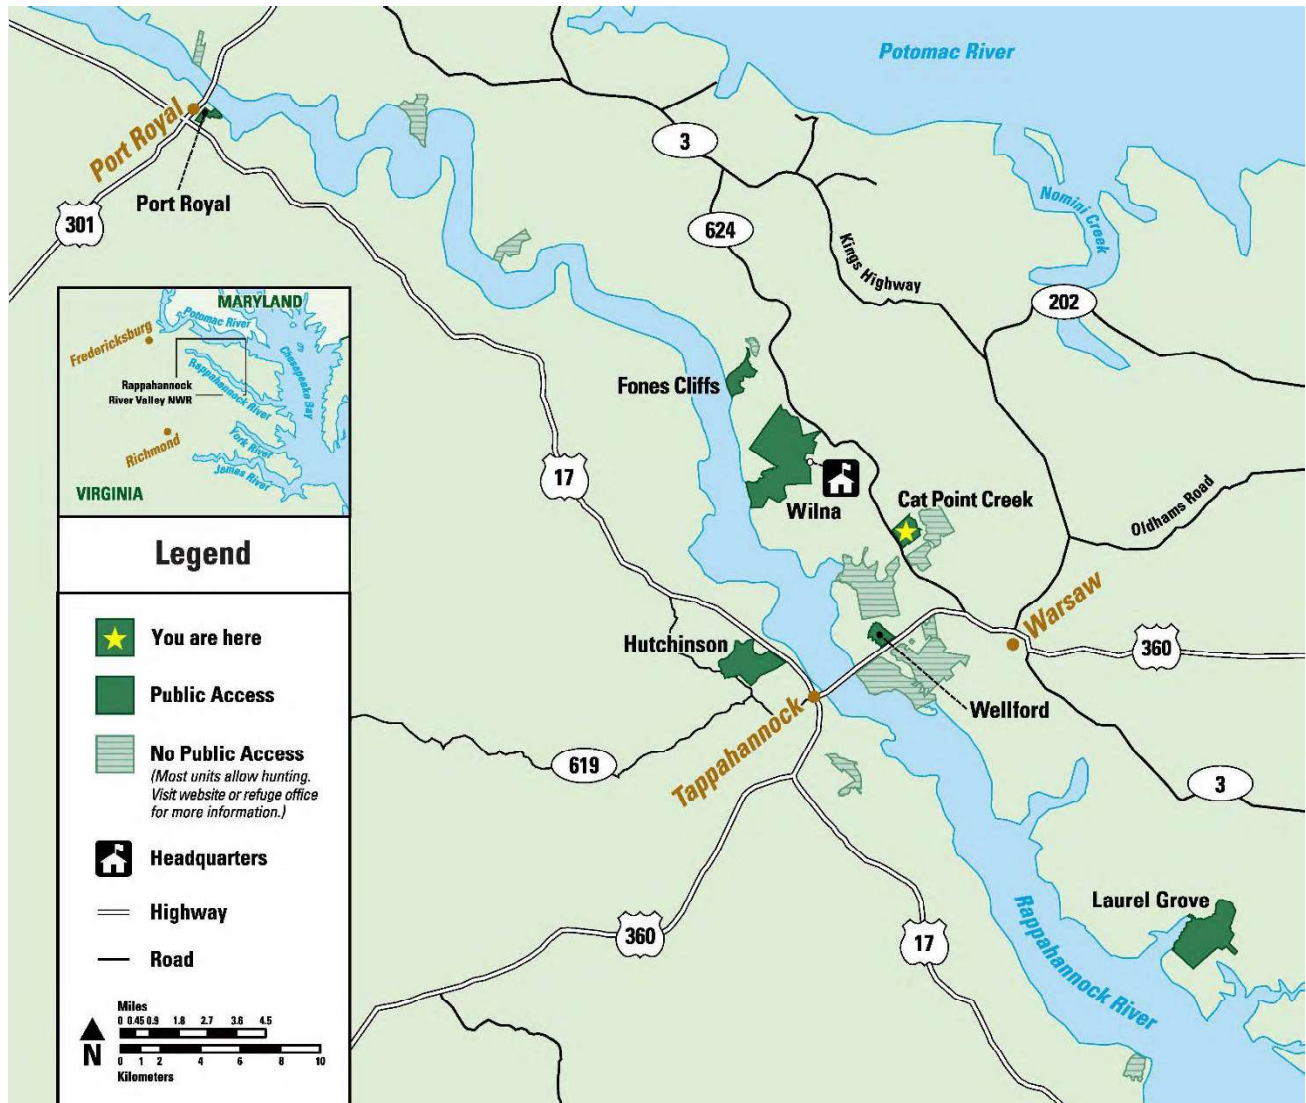 Potomac River
Port Royal
Port Royal
301
3
624
Kings Highway
Nomini Creek
202
MARYLAND
Potomac River
Fredericksburg
Chesapeake Bay
Rappahannock
River Valley NWR
Rappahannock River
Richmond
York River
James River
VIRGINIA
Fones Cliffs
17
Wilna
Cat Point Creek
Oldhams Road
Warsaw
360
Hutchinson
Wellford
Tappahannock
619
3
360
17
Laurel Grove
Rappahannock River
Legend
You are here
Public Access
No Public Access
(Most units allow hunting.
Visit website or refuge office
for more information.)
Headquarters
Highway
Road
N
Miles
0 0.45 0.9 1.8 2.7 3.6 4.5
0 1 2 4 6 8 10
Kilometers